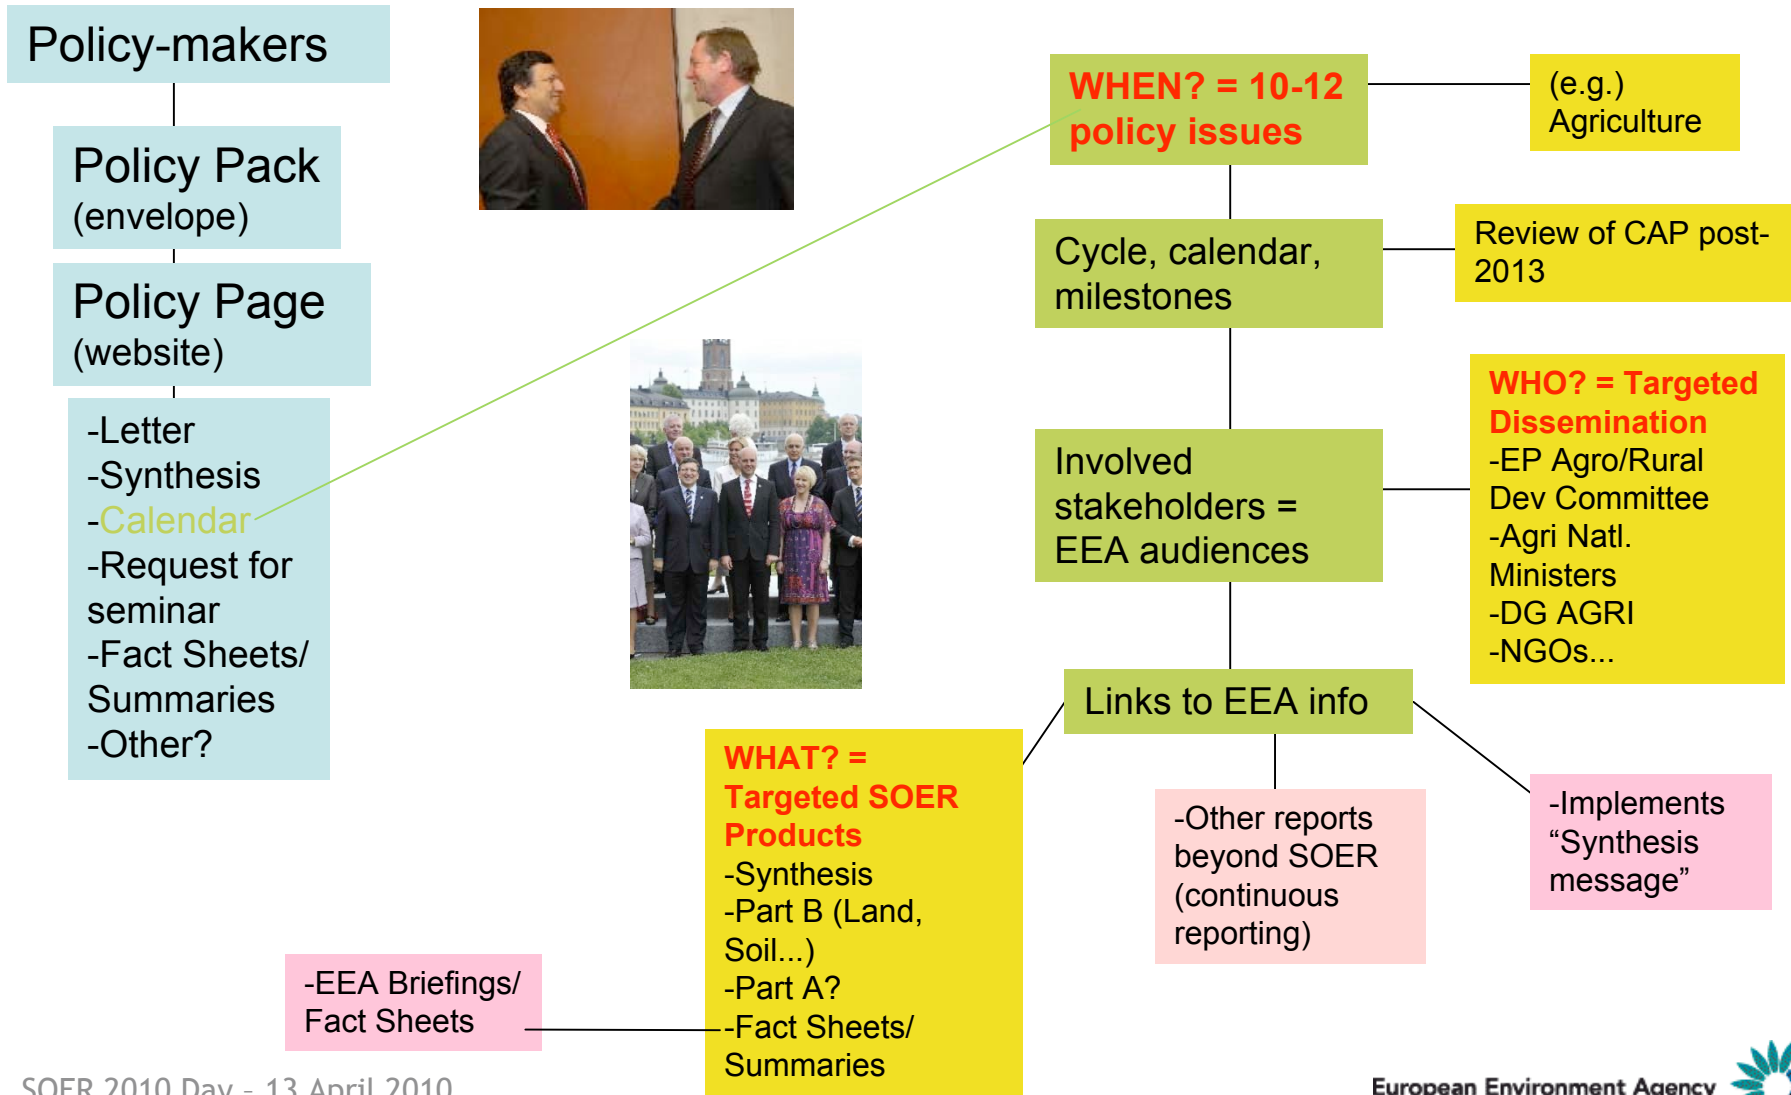 Policy-makers
Policy Pack
(envelope)
Policy Page
(website)
-Letter
-Synthesis
-Calendar
-Request for
seminar
-Fact Sheets/
Summaries
-Other?
WHEN? = 10-12
policy issues
(e.g.)
Agriculture
Cycle, calendar,
milestones
Review of CAP post-
2013
Involved
stakeholders =
EEA audiences
WHO? = Targeted
Dissemination
-EP Agro/Rural
Dev Committee
-Agri Natl.
Ministers
-DG AGRI
-NGOs...
Links to EEA info
WHAT? =
Targeted SOER
Products
-Synthesis
-Part B (Land,
Soil...)
-Part A?
-Fact Sheets/
Summaries
-Other reports
beyond SOER
(continuous
reporting)
-Implements
“Synthesis
message”
-EEA Briefings/
Fact Sheets
SOER 2010 Day – 13 April 2010
European Environment Agency